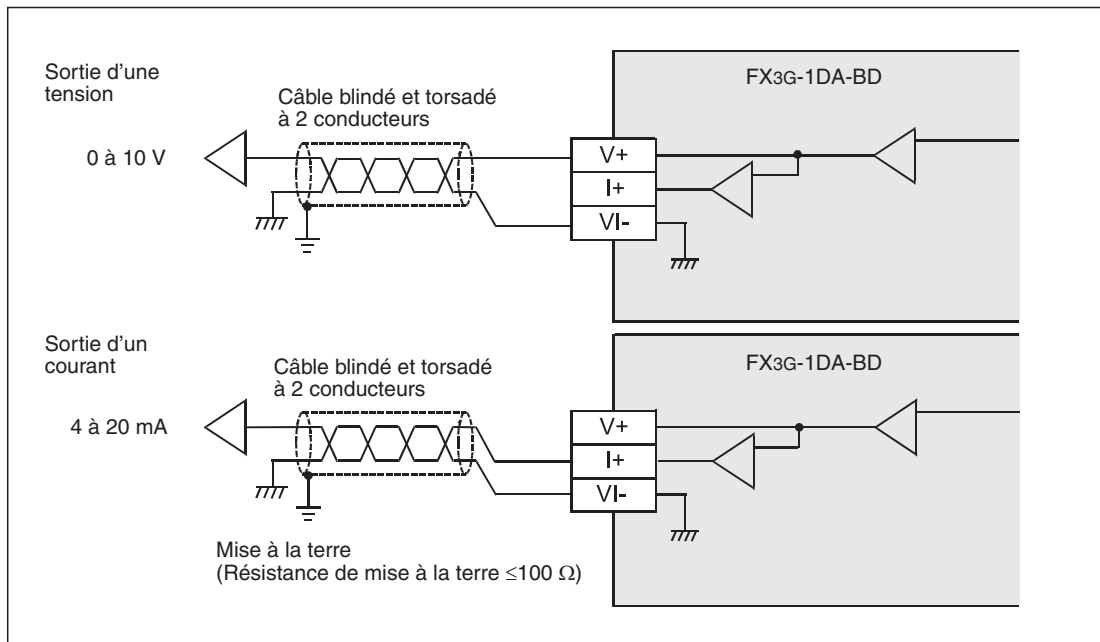 Sortie d'une
tension
0 à 10 V
Câble blindé et torsadé
à 2 conducteurs
FX3G-1DA-BD
V+
I+
VI-
Sortie d'un
courant
4 à 20 mA
Câble blindé et torsadé
à 2 conducteurs
FX3G-1DA-BD
V+
I+
VI-
Mise à la terre
(Résistance de mise à la terre ≤100 Ω)